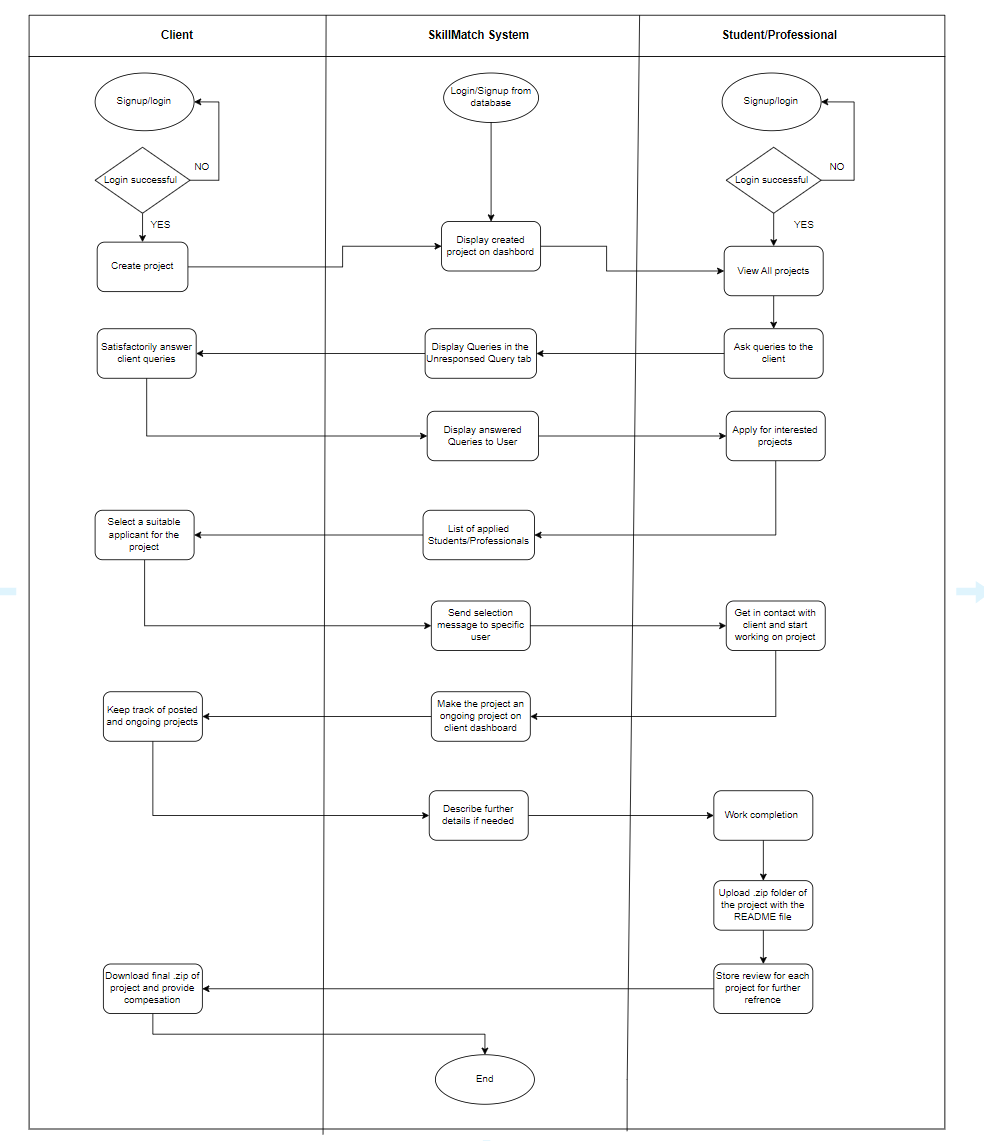 Client
SkillMatch System
Student/Professional
Signup/login
Login/Signup from
database
Signup/login
NO
Login successful
NO
Login successful
YES
YES
Create project
Display created
project on dashbord
View All projects
Satisfactorily answer
client queries
Display Queries in the
Unresponsed Query tab
Ask queries to the
client
Display answered
Queries to User
Apply for interested
projects
Select a suitable
applicant for the
project
List of applied
Students/Professionals
Send selection
message to specific
user
Get in contact with
client and start
working on project
Keep track of posted
and ongoing projects
Make the project an
ongoing project on
client dashboard
Describe further
details if needed
Work completion
Upload .zip folder of
the project with the
README file
Download final .zip of
project and provide
compesation
Store review for each
project for further
refrence
End